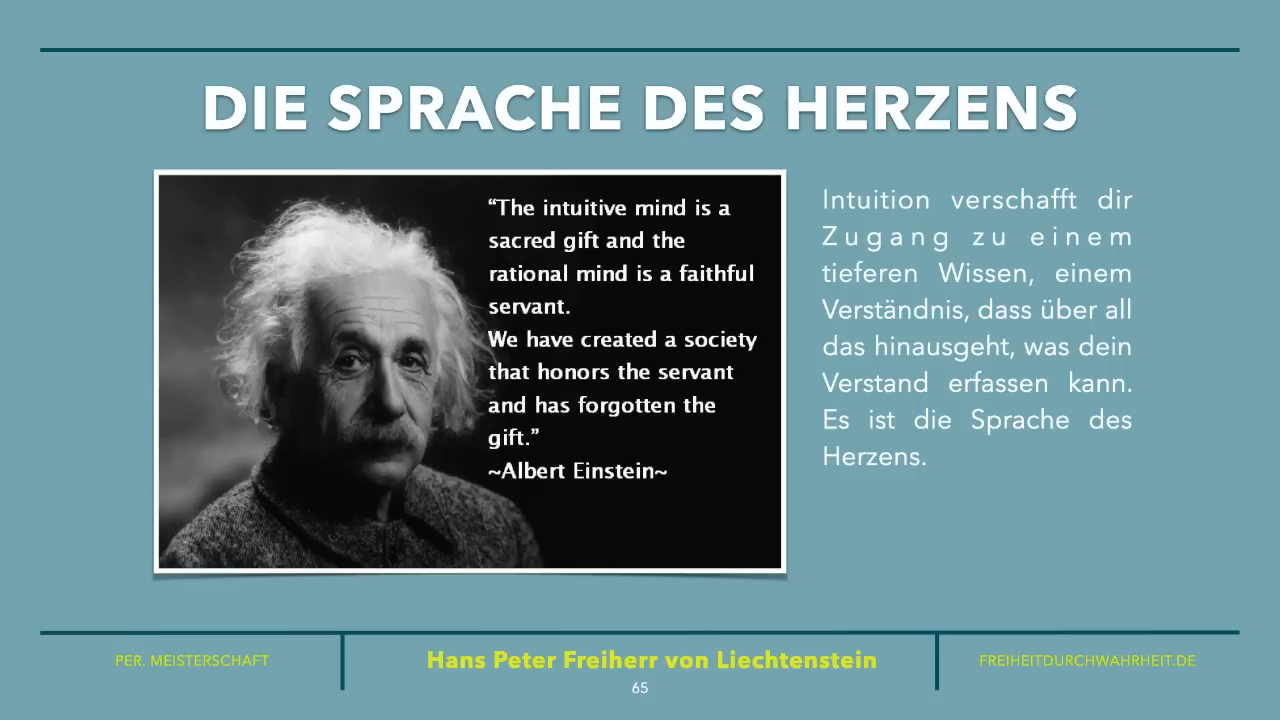 DIE SPRACHE DES HERZENS
“The intuitive mind is a
sacred gift and the
rational mind is a faithful
servant.
We have created a society
that honors the servant
and has forgotten the
gift.”
~Albert Einstein~
Intuition verschafft dir
Zugang zu einem
tieferen Wissen, einem
Verständnis, dass über all
das hinausgeht, was dein
Verstand erfassen kann.
Es ist die Sprache des
Herzens.
PER. MEISTERSCHAFT
Hans Peter Freiherr von Liechtenstein
FREIHEITDURCHWAHRHEIT.DE
65